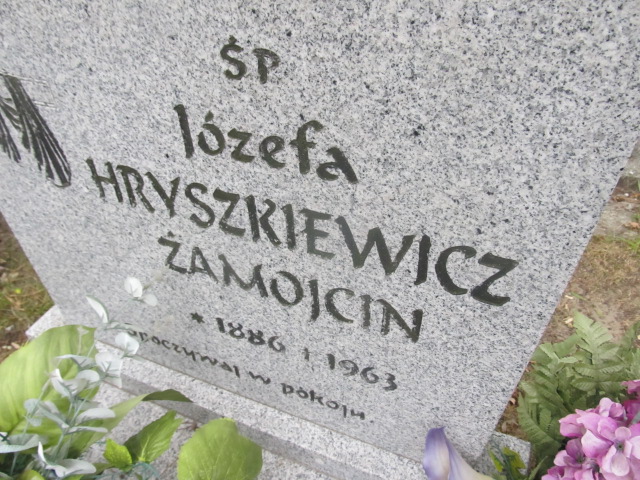 ŚP
Józefa
HRYSZKIEWICZ
ŻAMOJCIN
* 1886 † 1963
Spoczywaj w pokoju.